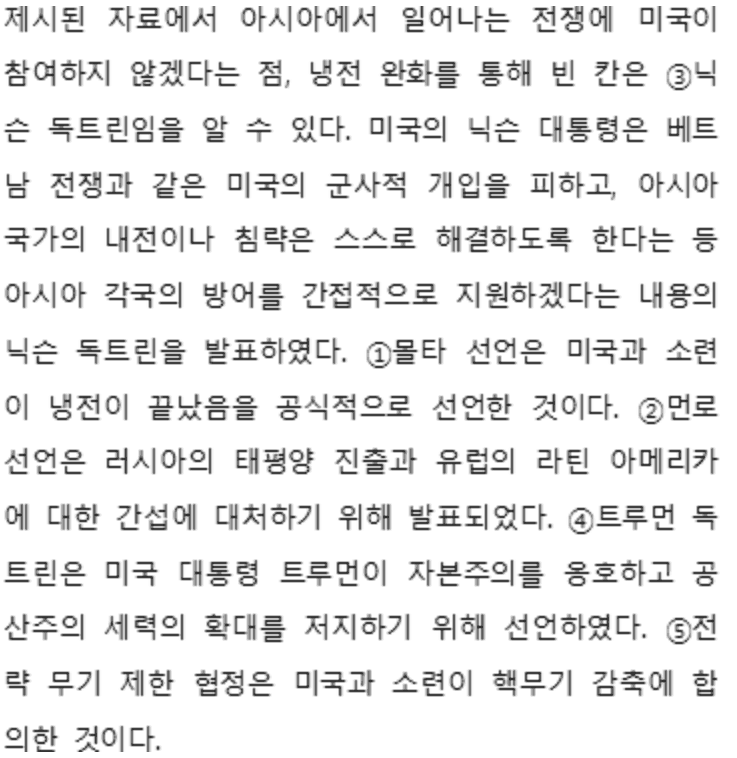 제시된 자료에서 아시아에서 일어나는 전쟁에 미국이
참여하지 않겠다는 점, 냉전 완화를 통해 빈 칸은 ③닉
슨 독트린임을 알 수 있다. 미국의 닉슨 대통령은 베트
남 전쟁과 같은 미국의 군사적 개입을 피하고, 아시아
국가의 내전이나 침략은 스스로 해결하도록 한다는 등
아시아 각국의 방어를 간접적으로 지원하겠다는 내용의
닉슨 독트린을 발표하였다. ①몰타 선언은 미국과 소련
이 냉전이 끝났음을 공식적으로 선언한 것이다. ②먼로
선언은 러시아의 태평양 진출과 유럽의 라틴 아메리카
에 대한 간섭에 대처하기 위해 발표되었다. ④트루먼 독
트린은 미국 대통령 트루먼이 자본주의를 옹호하고 공
산주의 세력의 확대를 저지하기 위해 선언하였다. ⑤전
략 무기 제한 협정은 미국과 소련이 핵무기 감축에 합
의한 것이다.